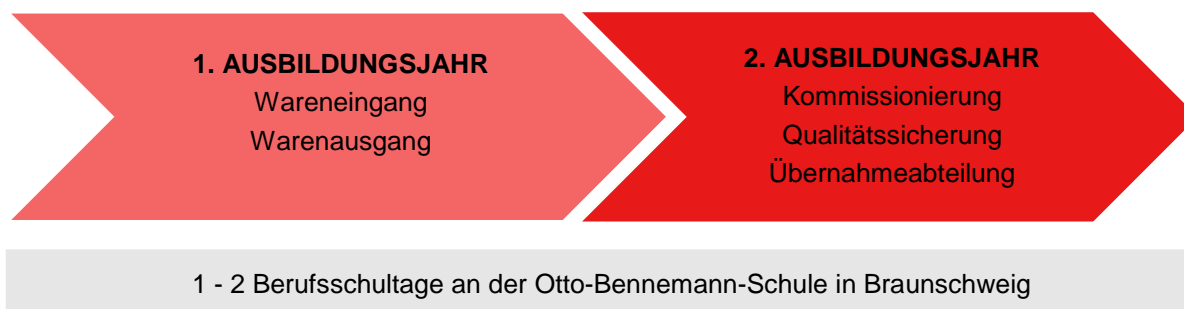 1. AUSBILDUNGSJAHR
Wareneingang
Warenausgang
2. AUSBILDUNGSJAHR
Kommissionierung
Qualitätssicherung
Übernahmeabteilung
1 - 2 Berufsschultage an der Otto-Bennemann-Schule in Braunschweig